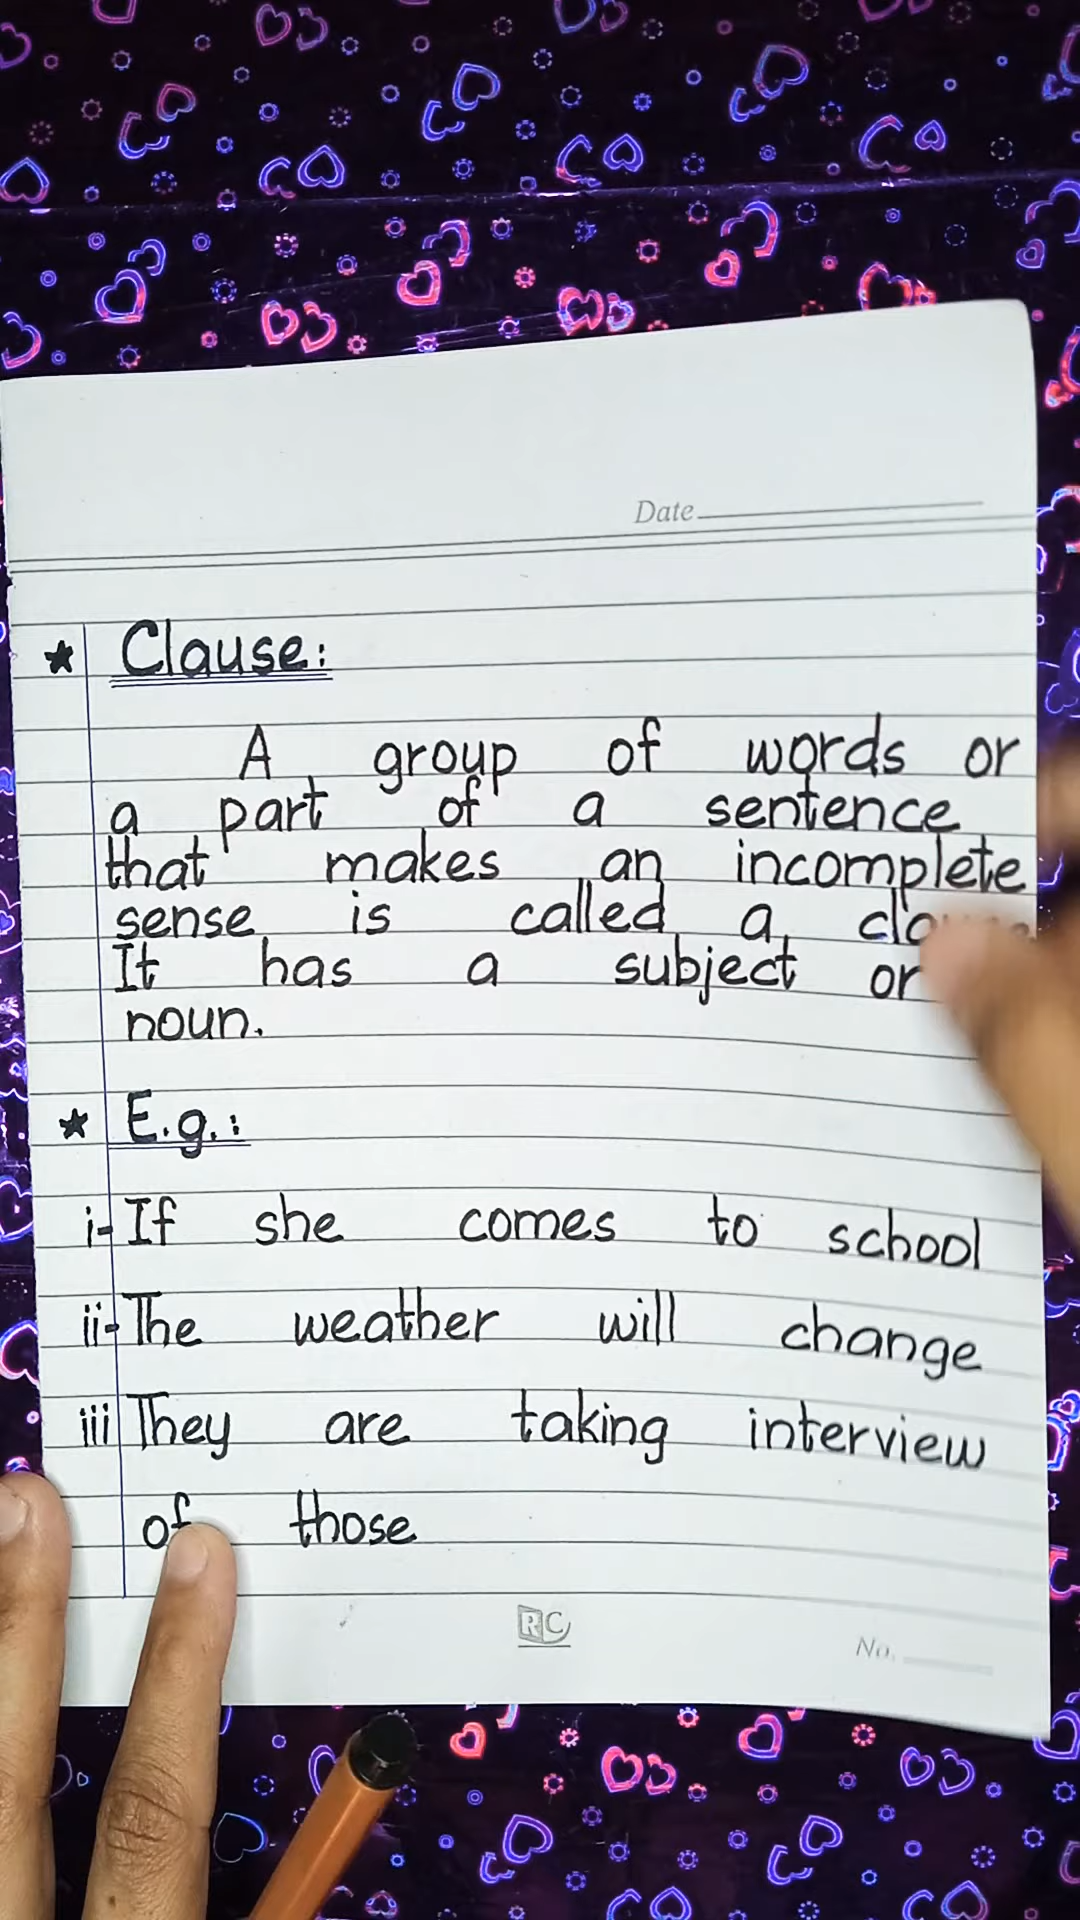 Date
★ Clause:
A group of words or
a part of a sentence
that makes an incomplete
sense is called a
It has a subject or
noun.
★ E.g.:
i- If she comes to school
ii- The weather will change
iii They are taking interview
of those
RC
No.